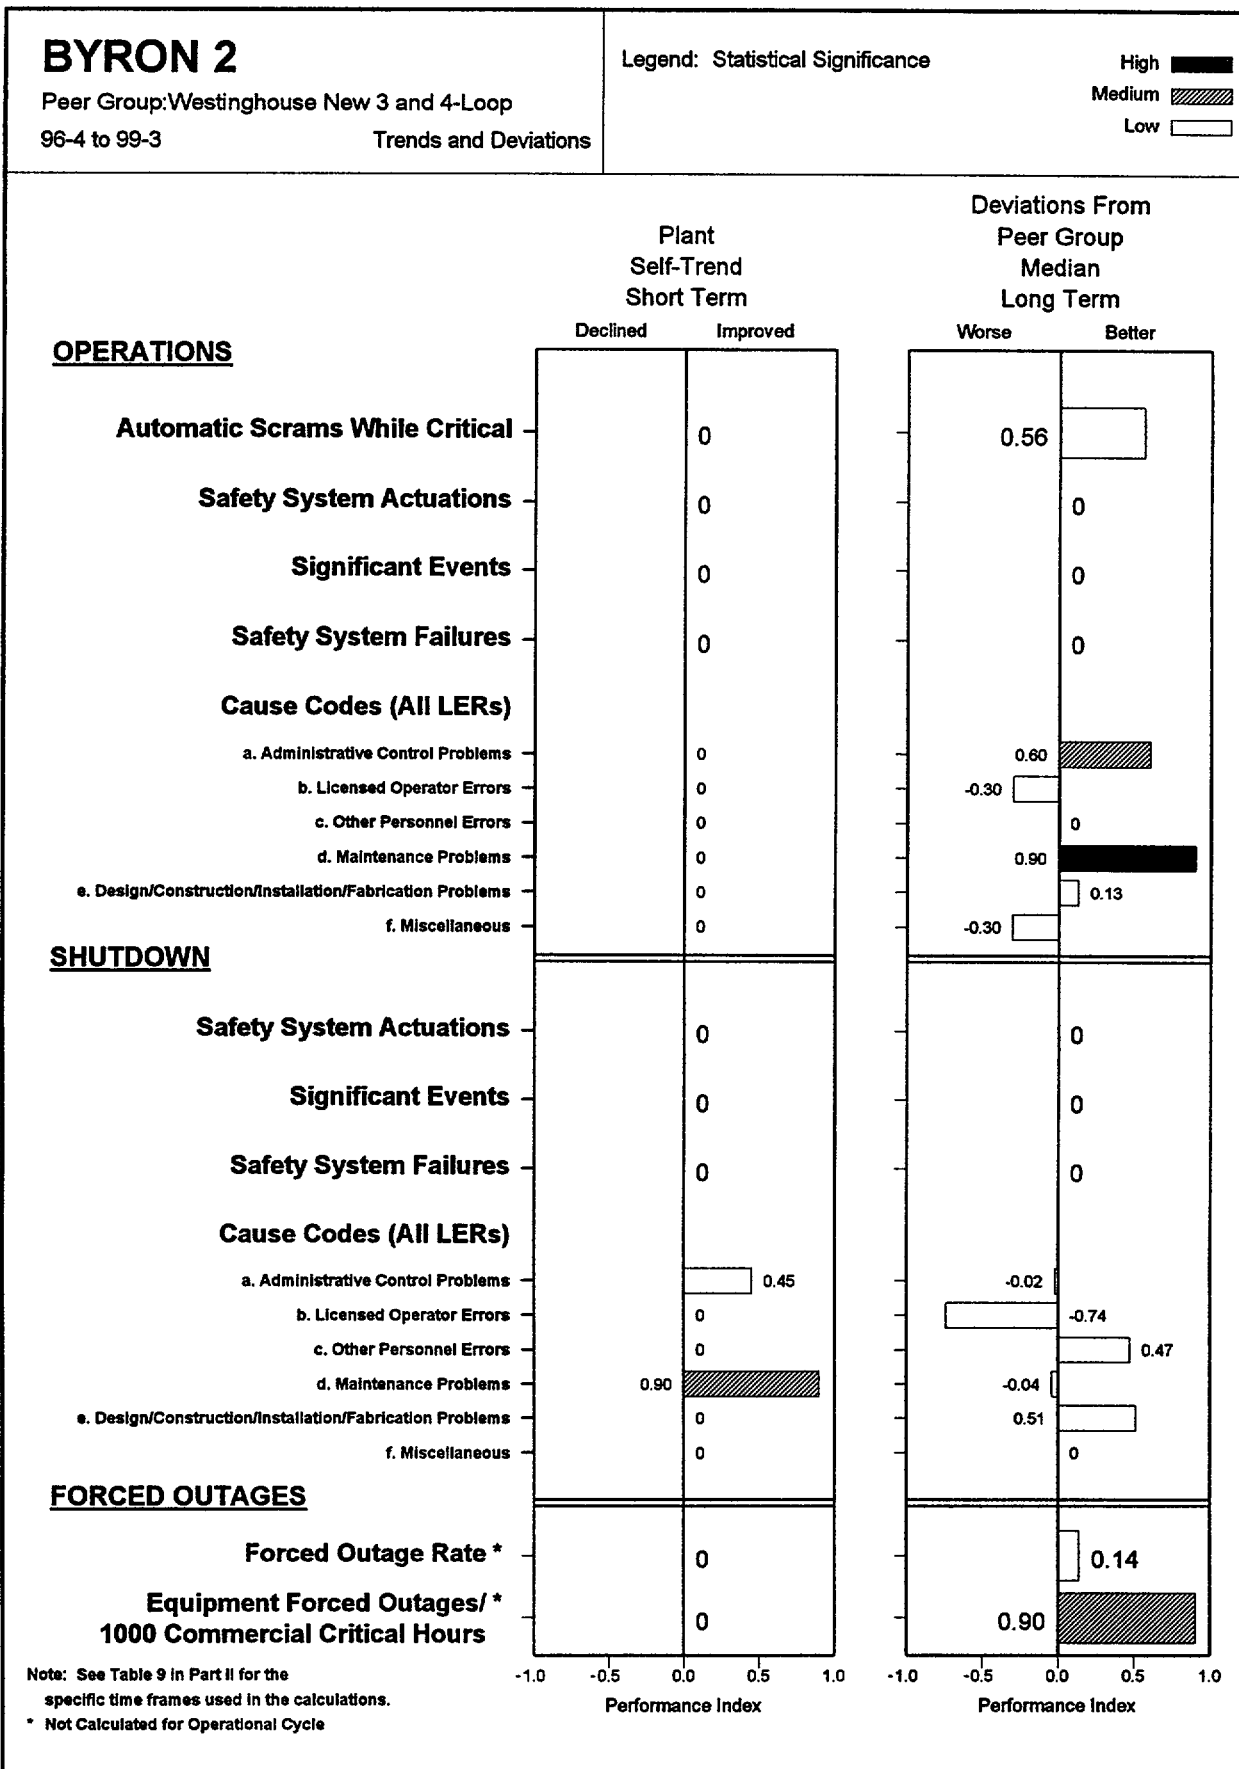 BYRON 2
Peer Group:Westinghouse New 3 and 4-Loop
96-4 to 99-3 Trends and Deviations
Legend: Statistical Significance
High
Medium
Low
Plant
Self-Trend
Short Term
Deviations From
Peer Group
Median
Long Term
Declined Improved
Worse Better
OPERATIONS
Automatic Scrams While Critical 0 0.56
Safety System Actuations 0 0
Significant Events 0 0
Safety System Failures 0 0
Cause Codes (All LERs)
a. Administrative Control Problems 0 0.60
b. Licensed Operator Errors 0 -0.30
c. Other Personnel Errors 0 0
d. Maintenance Problems 0 0.90
e. Design/Construction/Installation/Fabrication Problems 0 0.13
f. Miscellaneous 0 -0.30
SHUTDOWN
Safety System Actuations 0 0
Significant Events 0 0
Safety System Failures 0 0
Cause Codes (All LERs)
a. Administrative Control Problems 0.45 -0.02
b. Licensed Operator Errors 0 -0.74
c. Other Personnel Errors 0 0.47
d. Maintenance Problems 0.90 -0.04
e. Design/Construction/Installation/Fabrication Problems 0 0.51
f. Miscellaneous 0 0
FORCED OUTAGES
Forced Outage Rate * 0 0.14
Equipment Forced Outages/ *
1000 Commercial Critical Hours 0 0.90
-1.0 -0.5 0.0 0.5 1.0
Performance Index
-1.0 -0.5 0.0 0.5 1.0
Performance Index
Note: See Table 9 in Part II for the
specific time frames used in the calculations.
* Not Calculated for Operational Cycle